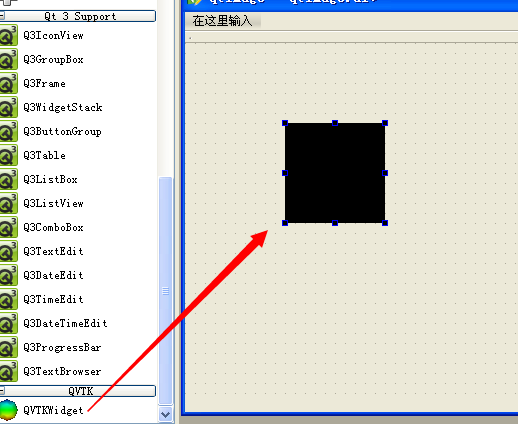 Qt 3 Support
Q3IconView
Q3GroupBox
Q3Frame
Q3WidgetStack
Q3ButtonGroup
Q3Table
Q3ListBox
Q3ListView
Q3ComboBox
Q3TextEdit
Q3DateEdit
Q3TimeEdit
Q3DateTimeEdit
Q3ProgressBar
Q3TextBrowser
QVTK
QVTKWidget
在这里输入